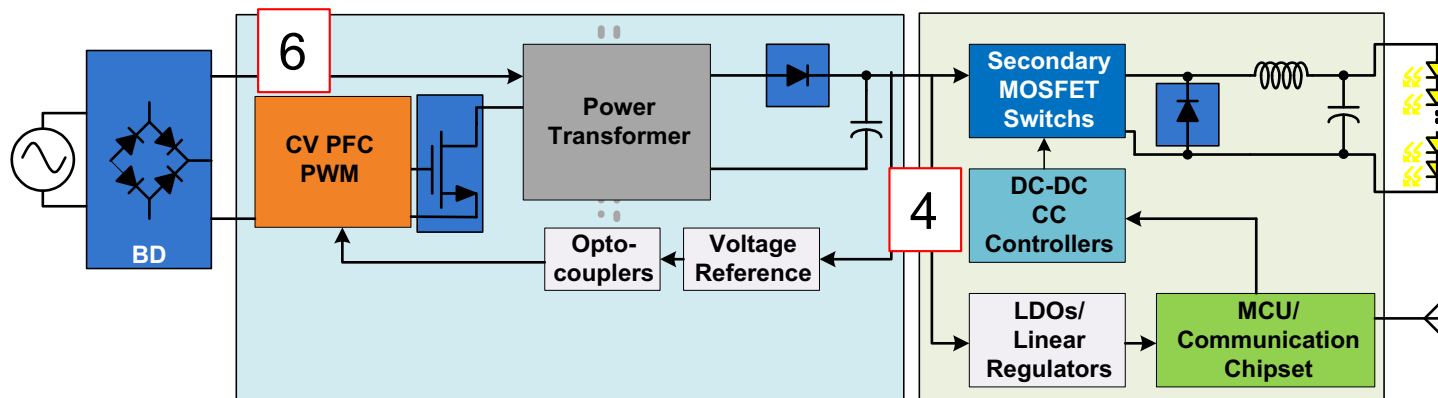 6
BD
CV PFC
PWM
Power
Transformer
Opto-
couplers
Voltage
Reference
4
Secondary
MOSFET
Switchs
DC-DC
CC
Controllers
LDOs/
Linear
Regulators
MCU/
Communication
Chipset